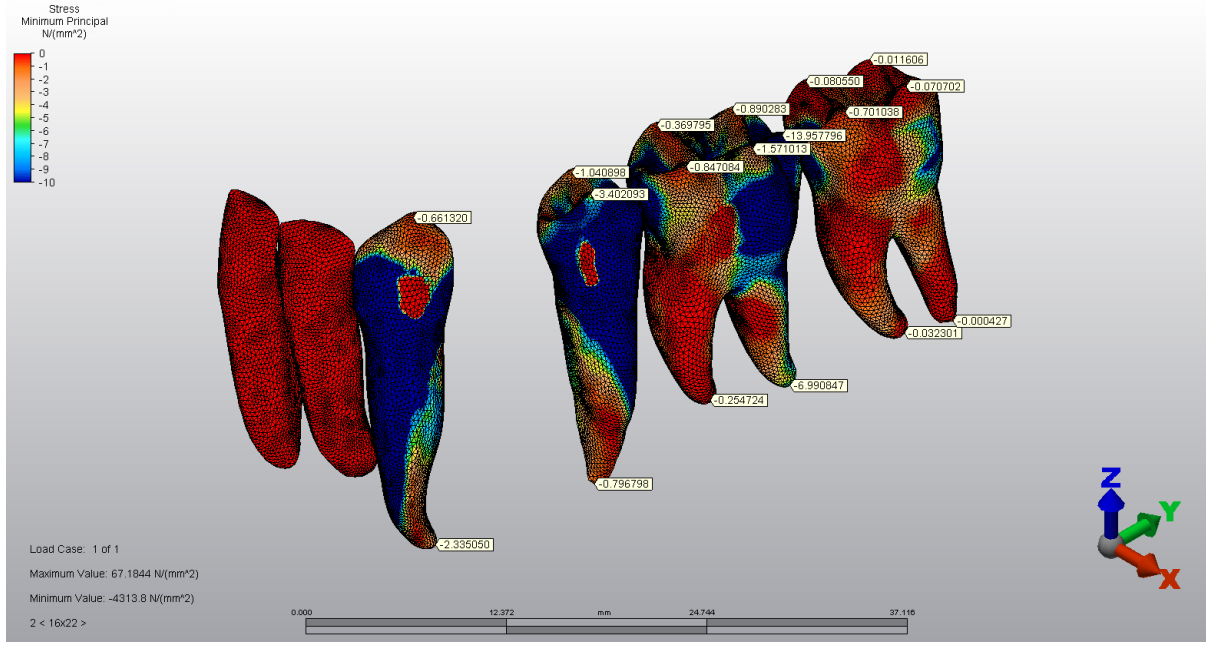 Stress
Minimum Principal
N/(mm^2)
0
-1
-2
-3
-4
-5
-6
-7
-8
-9
-10
-0.011606
-0.080550
-0.070702
-0.701038
-0.890283
-0.369795
-13.957796
-1.571013
-0.847084
-1.040898
-3.402093
-0.661320
-0.000427
-0.032301
-6.990847
-0.254724
-0.796798
-2.335050
Load Case: 1 of 1
Maximum Value: 67.1844 N/(mm^2)
Minimum Value: -4313.8 N/(mm^2)
2 < 16x22 >
0.000 12.372 mm 24.744 37.116
Z
Y
X